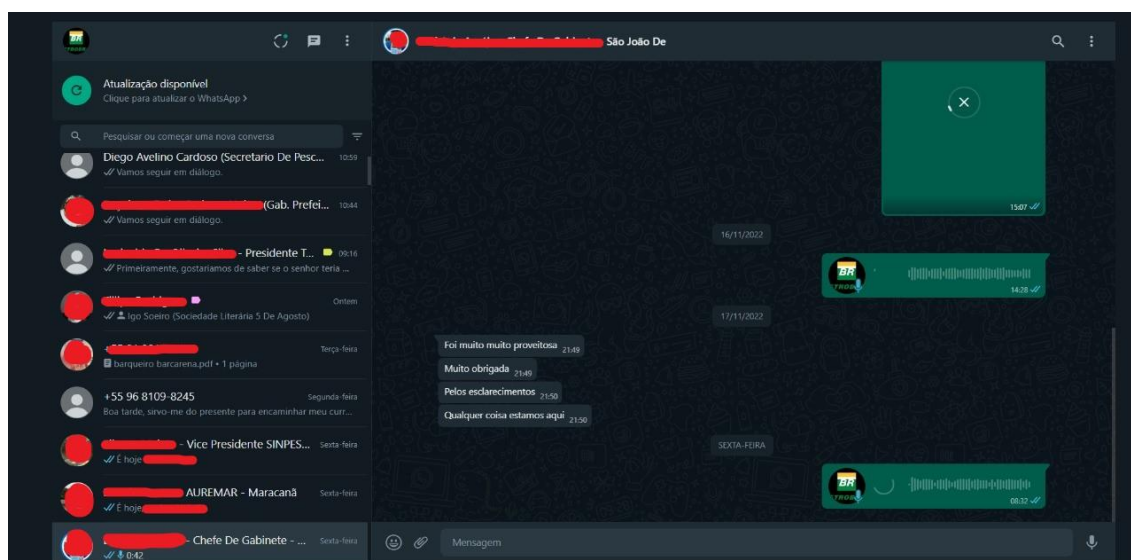 São João De
Atualização disponível
Clique para atualizar o WhatsApp >
Pesquisar ou começar uma nova conversa
Diego Avelino Cardoso (Secretario De Pesc... 10:59
Vamos seguir em diálogo.
(Gab. Prefei... 10:44
Vamos seguir em diálogo.
- Presidente T... 09:16
Primeiramente, gostaríamos de saber se o senhor teria ...
Ontem
Igo Soeiro (Sociedade Literária 5 De Agosto)
Terça-feira
barqueiro barcarena.pdf • 1 página
+55 96 8109-8245 Segunda-feira
Boa tarde, sirvo-me do presente para encaminhar meu curr...
- Vice Presidente SINPES... Sexta-feira
É hoje
AUREMAR - Maracanã Sexta-feira
É hoje
- Chefe De Gabinete - ... Sexta-feira
0:42
15:07
16/11/2022
BR
14:28
17/11/2022
Foi muito muito proveitosa 21:49
Muito obrigada 21:49
Pelos esclarecimentos 21:50
Qualquer coisa estamos aqui 21:50
SEXTA-FEIRA
BR
08:32
Mensagem